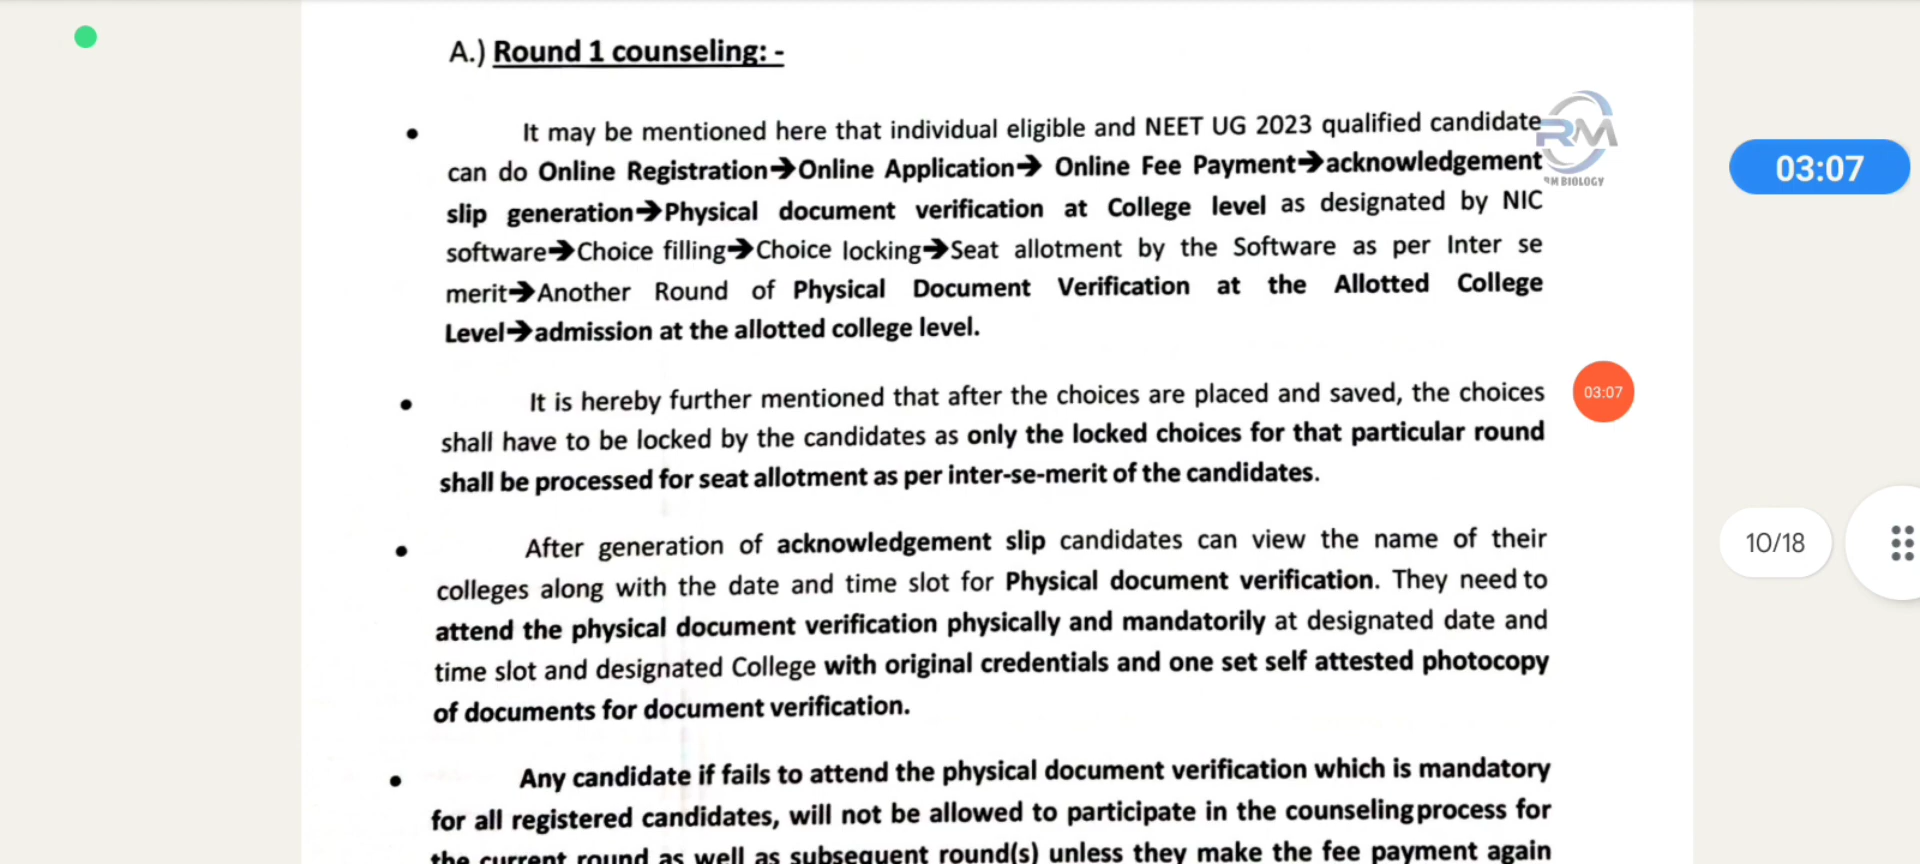 A.) Round 1 counseling: -
It may be mentioned here that individual eligible and NEET UG 2023 qualified candidate
can do Online Registration➔Online Application➔ Online Fee Payment➔acknowledgement
slip generation➔Physical document verification at College level as designated by NIC
software➔Choice filling➔Choice locking➔Seat allotment by the Software as per Inter se
merit➔Another Round of Physical Document Verification at the Allotted College
Level➔admission at the allotted college level.
RM
RM BIOLOGY
03:07
It is hereby further mentioned that after the choices are placed and saved, the choices
shall have to be locked by the candidates as only the locked choices for that particular round
shall be processed for seat allotment as per inter-se-merit of the candidates.
03:07
After generation of acknowledgement slip candidates can view the name of their
colleges along with the date and time slot for Physical document verification. They need to
attend the physical document verification physically and mandatorily at designated date and
time slot and designated College with original credentials and one set self attested photocopy
of documents for document verification.
10/18
Any candidate if fails to attend the physical document verification which is mandatory
for all registered candidates, will not be allowed to participate in the counseling process for
the current round as well as subsequent round(s) unless they make the fee payment again